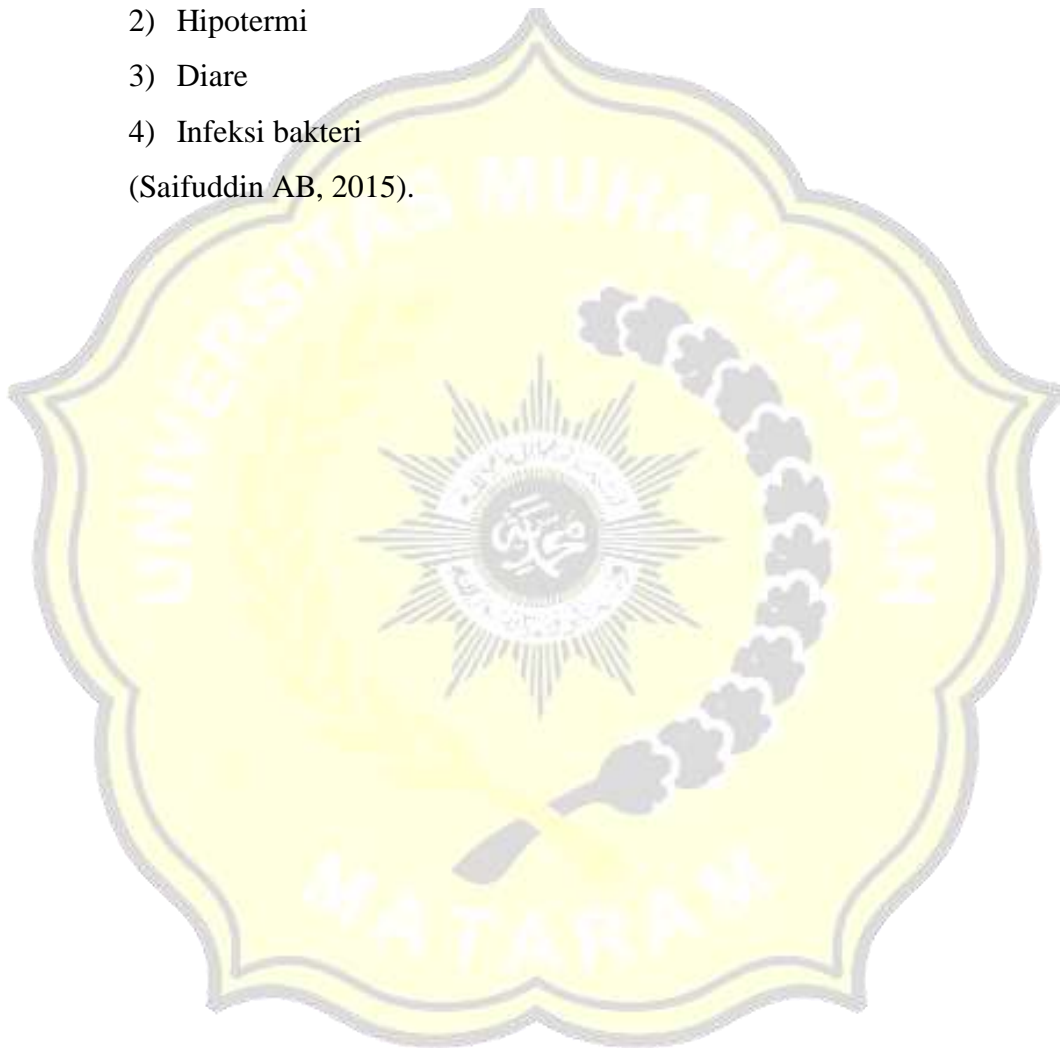 2) Hipotermi
3) Diare
4) Infeksi bakteri
(Saifuddin AB, 2015).
UNIVERSITAS MUHAMMADIYAH
MATARAM